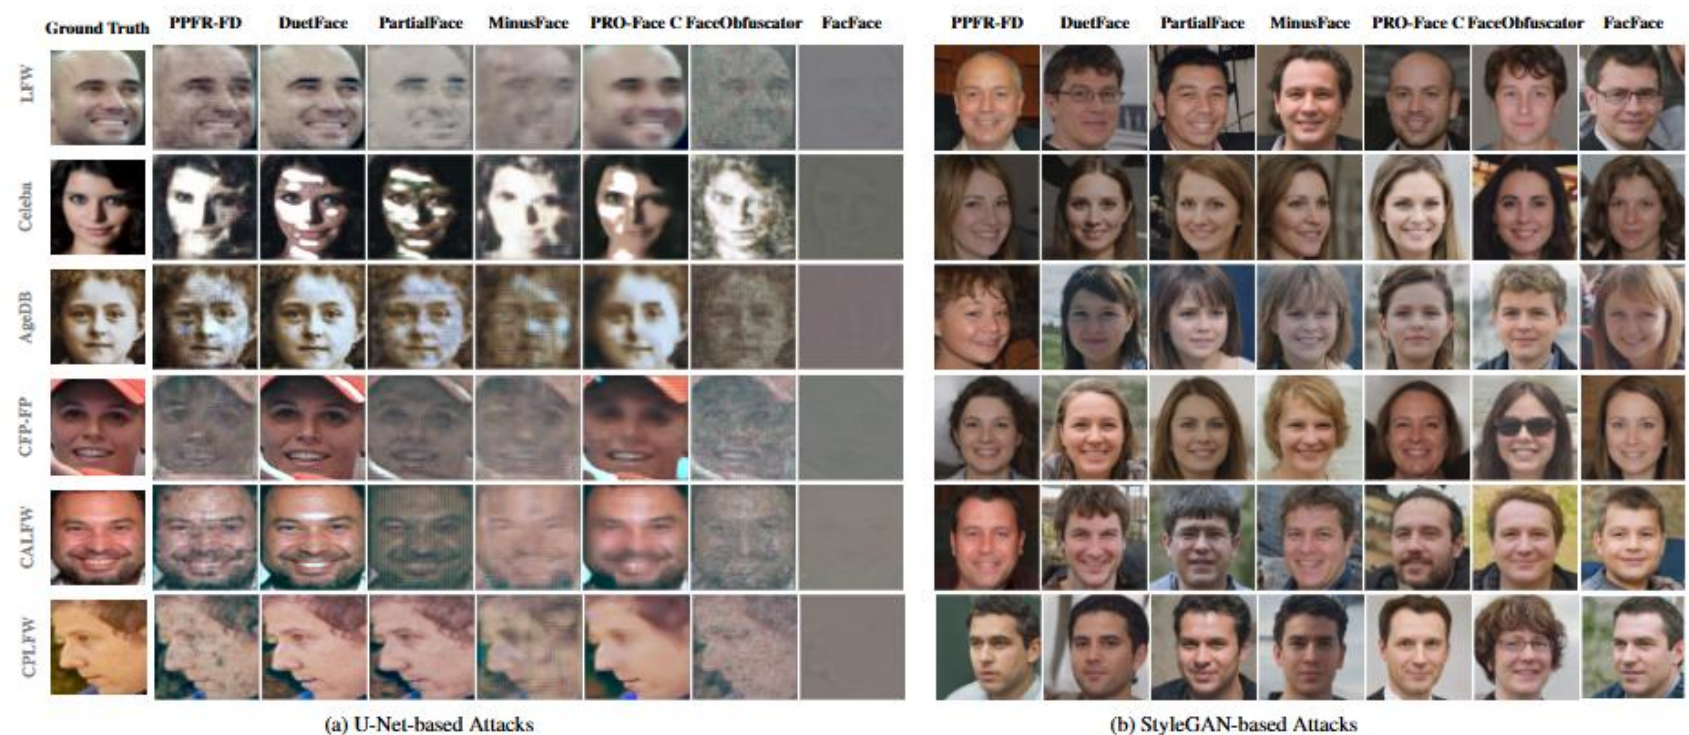 Ground Truth PPFR-FD DuetFace PartialFace MinusFace PRO-Face C FaceObfuscator FacFace PPFR-FD DuetFace PartialFace MinusFace PRO-Face C FaceObfuscator FacFace
LFW
Celeba
AgeDB
CFP-FP
CALFW
CPLFW
(a) U-Net-based Attacks (b) StyleGAN-based Attacks